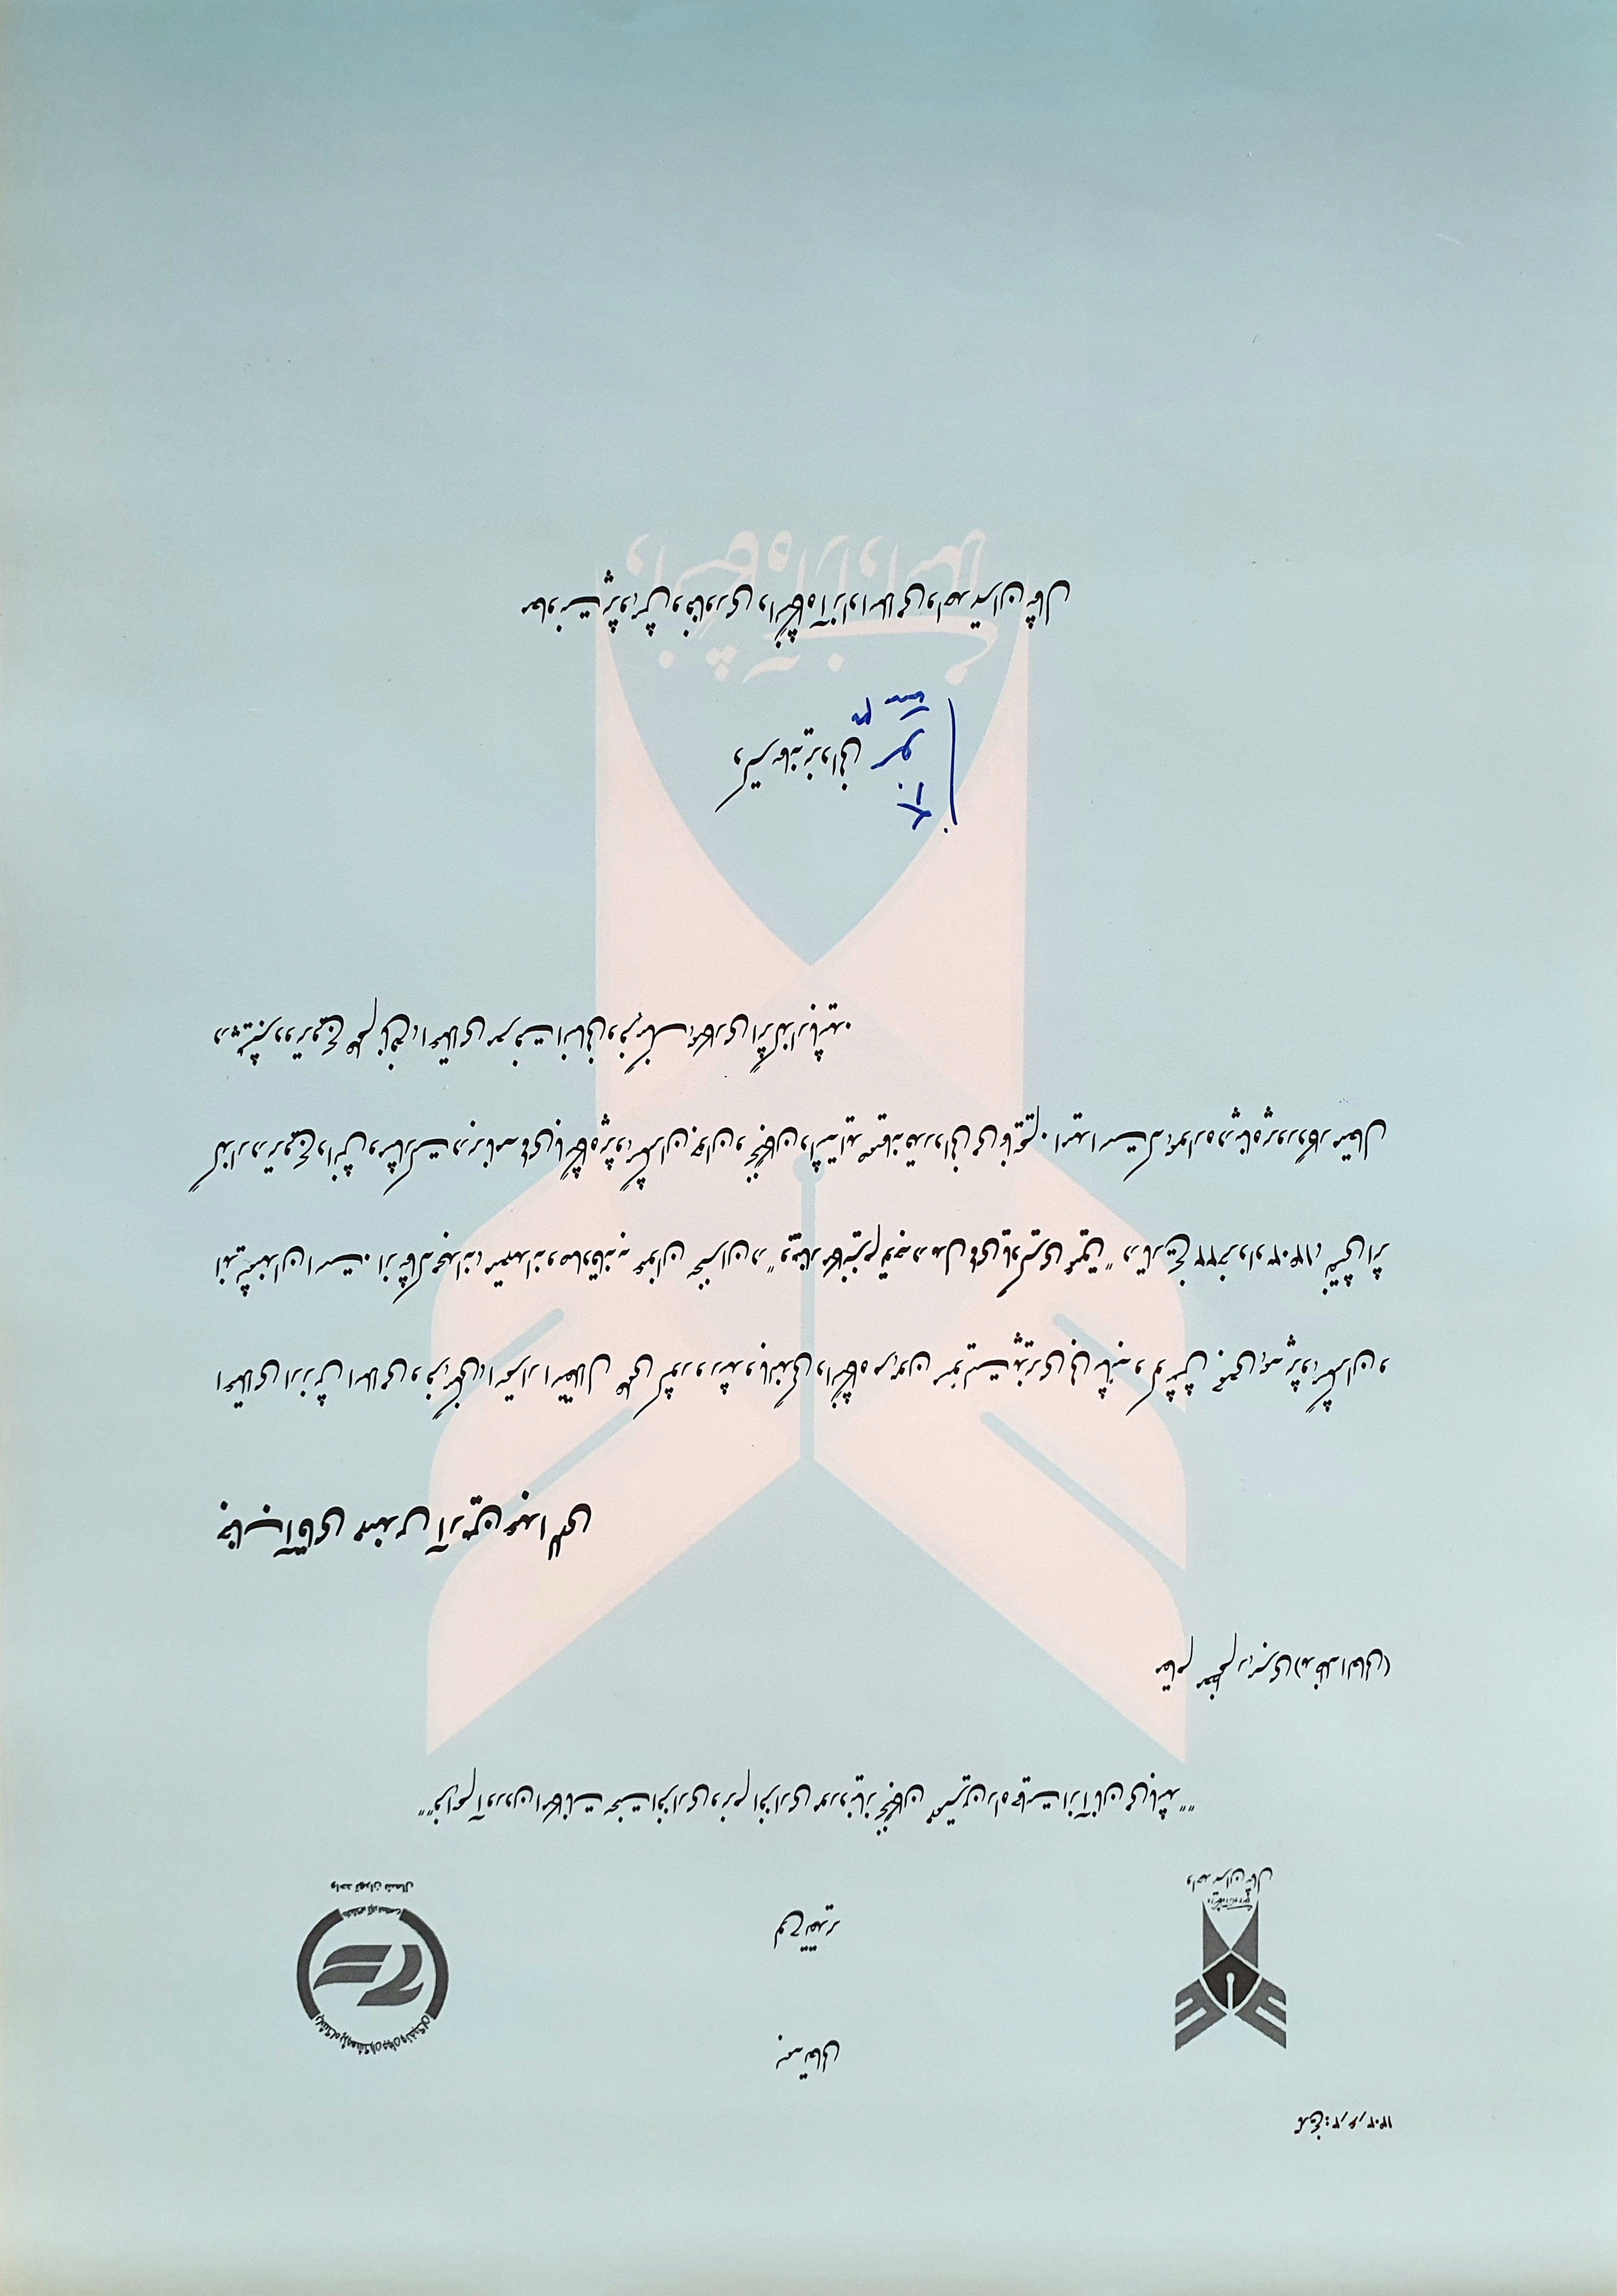 تاریخ: ۱۴۰۳/۶/۳
بسمه تعالی
باشگاه پژوهشگران جوان و نخبگان
دانشگاه آزاد اسلامی
واحد تهران شمال
دانشگاه آزاد اسلامی
واحد تهران شمال
لوح تقدیر
""فراهم آوردن امکانات سخت افزاری و نرم افزاری مورد نیاز نخبگان مهمترین راه حمایت از آنان می باشد""
مقام معظم رهبری (مد ظله العالی)
جناب آقای مهندس آرمین عبداللهی
اعتلای ارزش اسلامی و فرهنگی، استمرار استقلال علمی کشور و رشد و بالندگی دانشگاه مرهون مسئولیت پذیری بی شائبه و کوشش جمعی همه پژوهشگران و
اندیشمندان است. از شما که مجدانه، متعهدانه و صادقانه به عنوان سخنران در " وبینار مکانیزم توجه در مدل های یادگیری عمیق" در تاریخ ۲۲ خرداد ۱۴۰۳، نقشی اثر
گذار در ترویج دانش و مشارکت در برنامه های باشگاه پژوهشگران جوان و نخبگان داشته اید صمیمانه قدردانی می نماییم. امید است که همواره در پناه پروردگار متعال
در پیشبرد و ترویج علم نافع، اعتلای معرفت انسانی و فرهنگ همکاری اثرگذار باشید.
دکتر سمانه یزدانی
معاونت پژوهش و فناوری دانشگاه آزاد اسلامی واحد تهران شمال
دانشگاه آزاد اسلامی